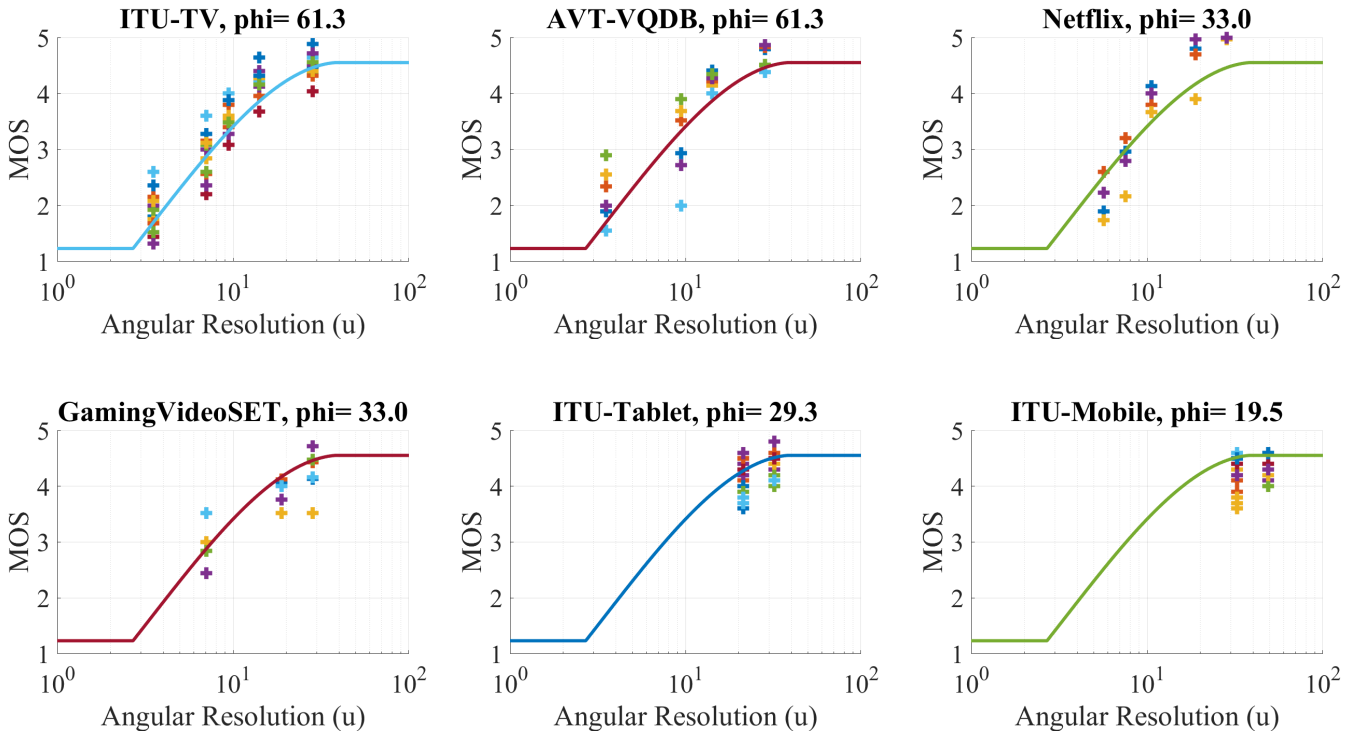 ITU-TV, phi= 61.3
5
4
3
2
1
MOS
10^0
10^1
10^2
Angular Resolution (u)
AVT-VQDB, phi= 61.3
5
4
3
2
1
MOS
10^0
10^1
10^2
Angular Resolution (u)
Netflix, phi= 33.0
5
4
3
2
1
MOS
10^0
10^1
10^2
Angular Resolution (u)
GamingVideoSET, phi= 33.0
5
4
3
2
1
MOS
10^0
10^1
10^2
Angular Resolution (u)
ITU-Tablet, phi= 29.3
5
4
3
2
1
MOS
10^0
10^1
10^2
Angular Resolution (u)
ITU-Mobile, phi= 19.5
5
4
3
2
1
MOS
10^0
10^1
10^2
Angular Resolution (u)